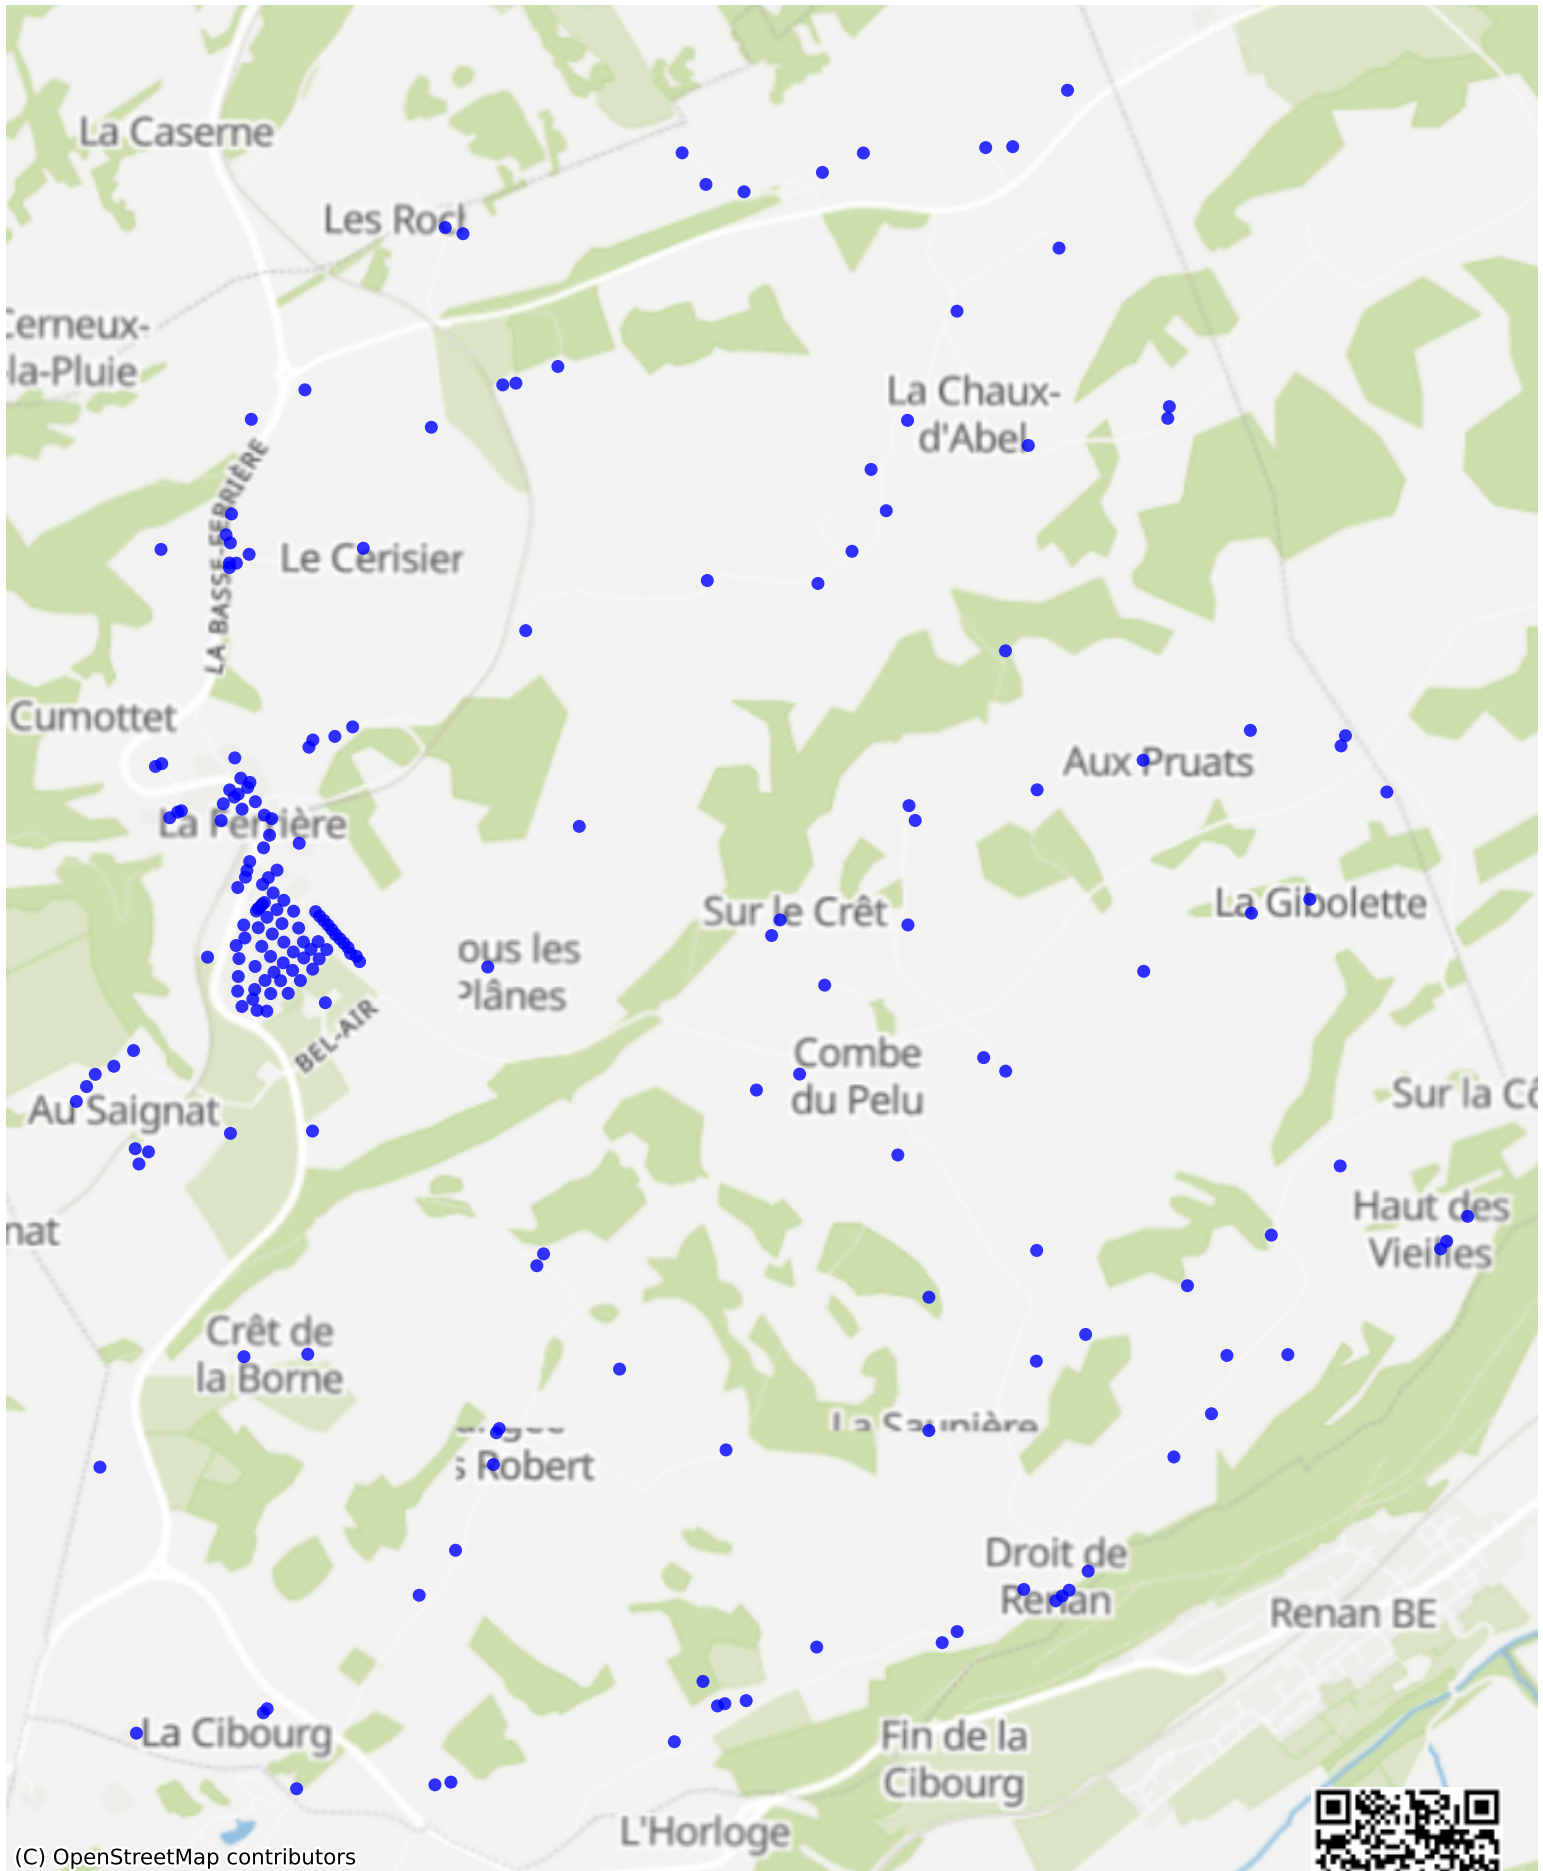 La Caserne
Les Roc
Cerneux-
la-Pluie
La Chaux-
d'Abel
LA BASSE-FERRIÈRE
Le Cerisier
Cumottet
Aux Pruats
La Ferrière
La Gibolette
Sur le Crêt
ous les
Plânes
BEL-AIR
Combe
du Pelu
Sur la Cô
Au Saignat
Haut des
Vieilles
nat
Crêt de
la Borne
La Saunière
s Robert
Droit de
Renan
Renan BE
La Cibourg
Fin de la
Cibourg
L'Horloge
(C) OpenStreetMap contributors